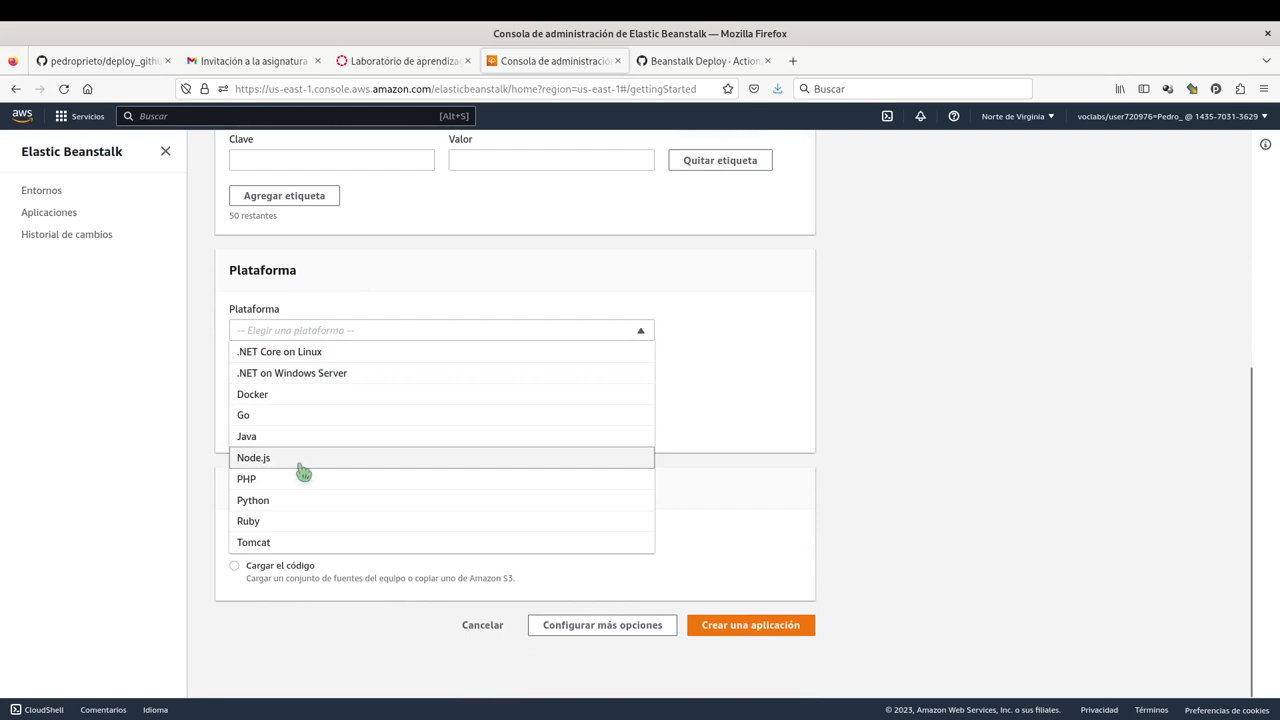 Consola de administración de Elastic Beanstalk — Mozilla Firefox
pedroprieto/deploy_githu
Invitación a la asignatura -
Laboratório de aprendiza
Consola de administració
Beanstalk Deploy · Action
https://us-east-1.console.aws.amazon.com/elasticbeanstalk/home?region=us-east-1#/gettingStarted
Buscar
aws
Servicios
Buscar
[Alt+S]
Norte de Virginia
voclabs/user720976=Pedro_ @ 1435-7031-3629
Elastic Beanstalk
Entornos
Aplicaciones
Historial de cambios
Clave
Valor
Quitar etiqueta
Agregar etiqueta
50 restantes
Plataforma
Plataforma
-- Elegir una plataforma --
.NET Core on Linux
.NET on Windows Server
Docker
Go
Java
Node.js
PHP
Python
Ruby
Tomcat
Cargar el código
Cargar un conjunto de fuentes del equipo o copiar uno de Amazon S3.
Cancelar
Configurar más opciones
Crear una aplicación
CloudShell
Comentarios
Idioma
© 2023, Amazon Web Services, Inc. o sus filiales.
Privacidad
Términos
Preferencias de cookies